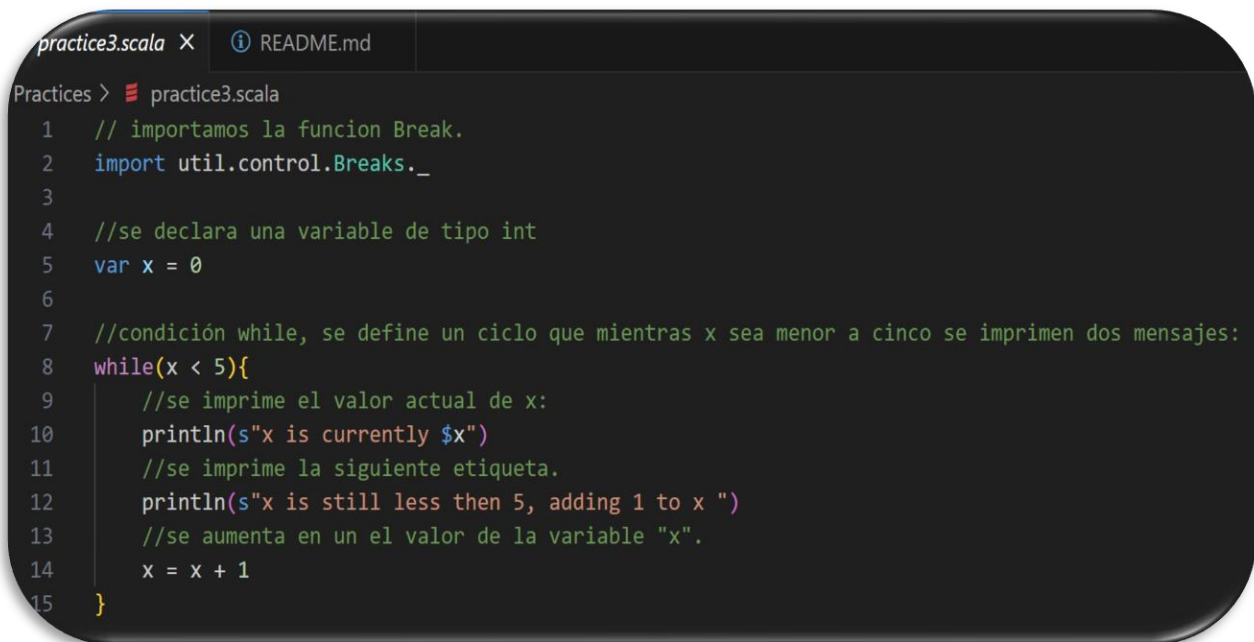 practice3.scala X README.md
Practices > practice3.scala
1 // importamos la funcion Break.
2 import util.control.Breaks._
3
4 //se declara una variable de tipo int
5 var x = 0
6
7 //condición while, se define un ciclo que mientras x sea menor a cinco se imprimen dos mensajes:
8 while(x < 5){
9 //se imprime el valor actual de x:
10 println(s"x is currently $x")
11 //se imprime la siguiente etiqueta.
12 println(s"x is still less then 5, adding 1 to x ")
13 //se aumenta en un el valor de la variable "x".
14 x = x + 1
15 }